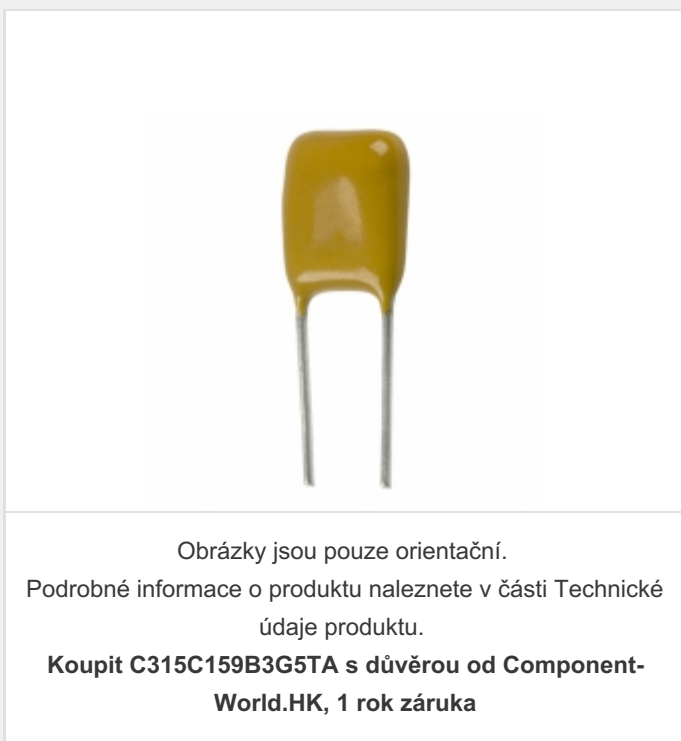 Obrázky jsou pouze orientační.
Podrobné informace o produktu naleznete v části Technické
údaje produktu.
Koupit C315C159B3G5TA s důvěrou od Component-
World.HK, 1 rok záruka